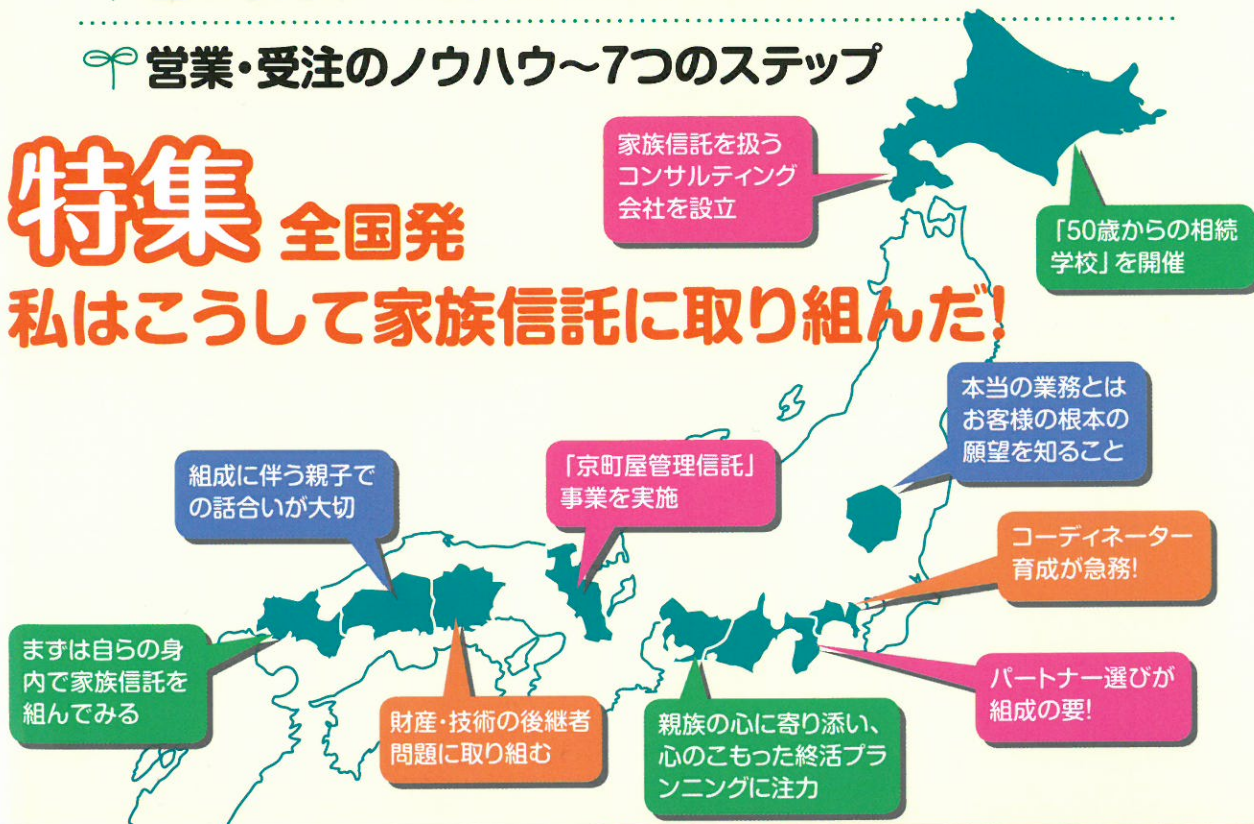 営業・受注のノウハウ～7つのステップ
特集 全国発
私はこうして家族信託に取り組んだ!
家族信託を扱う
コンサルティング
会社を設立
「50歳からの相続
学校」を開催
本当の業務とは
お客様の根本の
願望を知ること
組成に伴う親子で
の話合いが大切
「京町屋管理信託」
事業を実施
コーディネーター
育成が急務!
まずは自らの身
内で家族信託を
組んでみる
財産・技術の後継者
問題に取り組む
親族の心に寄り添い、
心のこもった終活プラ
ンニングに注力
パートナー選びが
組成の要!